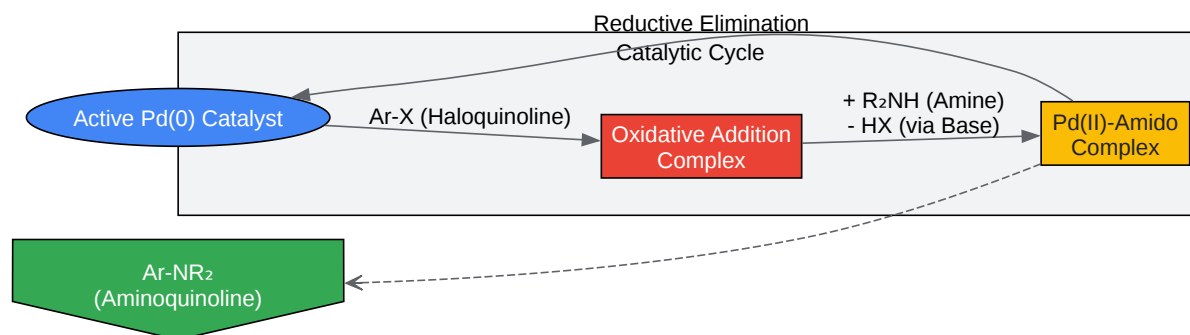 Reductive Elimination
Catalytic Cycle
Active Pd(0) Catalyst
Ar-X (Haloquinoline)
Oxidative Addition
Complex
+ R₂NH (Amine)
- HX (via Base)
Pd(II)-Amido
Complex
Ar-NR₂
(Aminoquinoline)